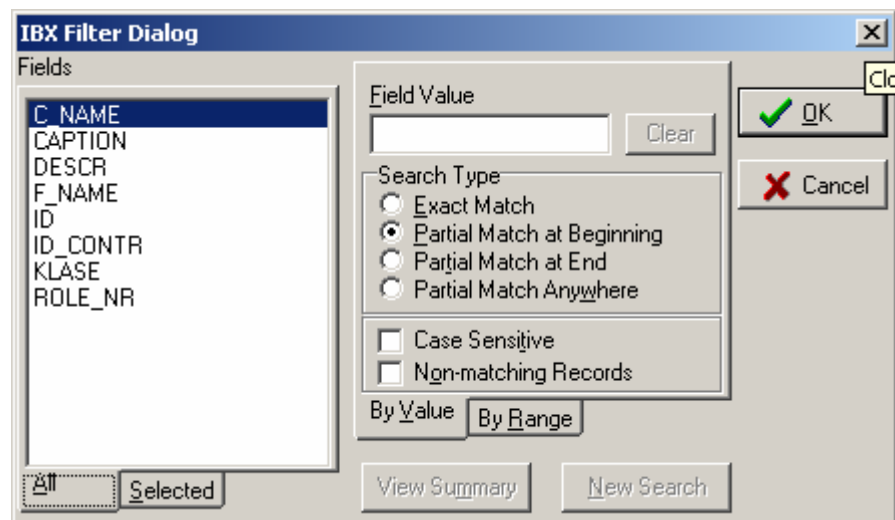 IBX Filter Dialog
Fields
C_NAME
CAPTION
DESCR
F_NAME
ID
ID_CONTR
KLASE
ROLE_NR
All
Selected
Field Value
Clear
Search Type
Exact Match
Partial Match at Beginning
Partial Match at End
Partial Match Anywhere
Case Sensitive
Non-matching Records
By Value
By Range
View Summary
New Search
Clo
OK
Cancel